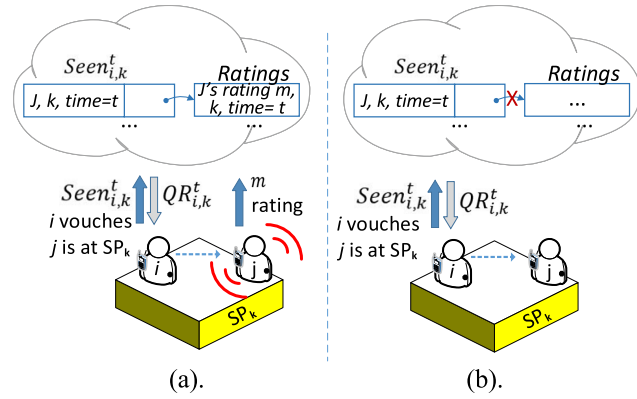 Seen^t_{i,k}
Ratings
J, k, time=t
J's rating m,
k, time= t
...
...
Seen^t_{i,k}
QR^t_{i,k}
m
rating
i vouches
j is at SP_k
i
j
SP_k
(a).
Seen^t_{i,k}
Ratings
J, k, time=t
X
...
...
...
Seen^t_{i,k}
QR^t_{i,k}
i vouches
j is at SP_k
i
j
SP_k
(b).